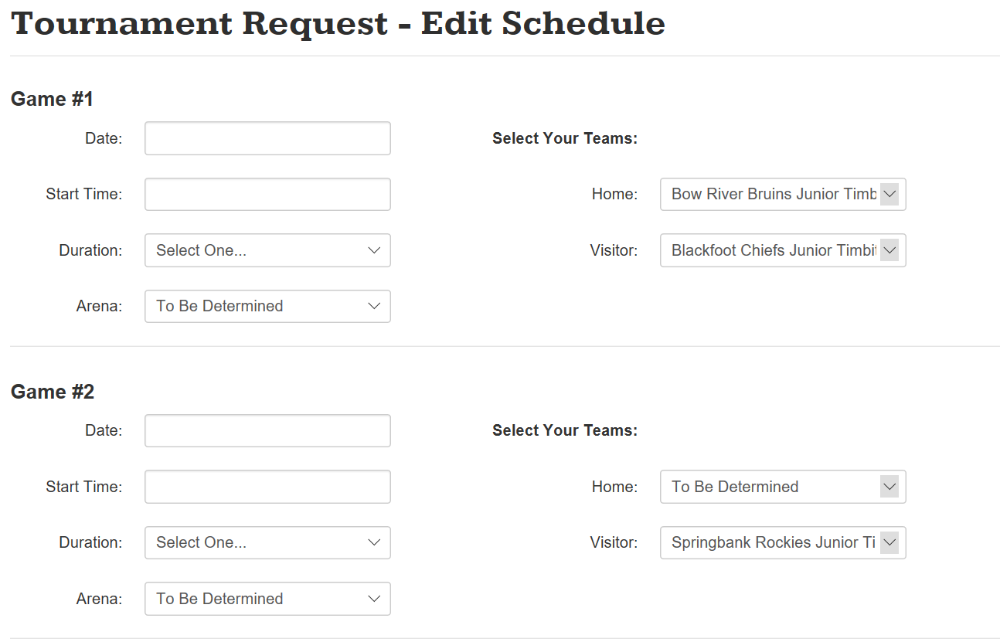 Tournament Request - Edit Schedule
Game #1
Date:
Select Your Teams:
Start Time:
Home: Bow River Bruins Junior Timb
Duration: Select One...
Visitor: Blackfoot Chiefs Junior Timbi
Arena: To Be Determined
Game #2
Date:
Select Your Teams:
Start Time:
Home: To Be Determined
Duration: Select One...
Visitor: Springbank Rockies Junior Ti
Arena: To Be Determined